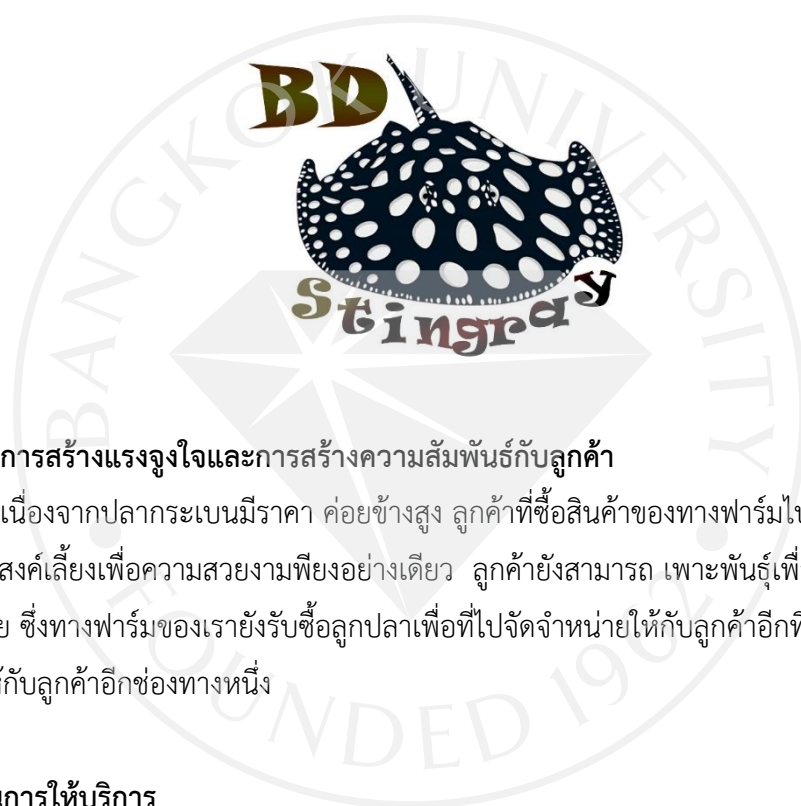 BD
Stingray
BANGKOK UNIVERSITY
การสร้างแรงจูงใจและการสร้างความสัมพันธ์กับลูกค้า
เนื่องจากปลากระเบนมีราคา ค่อยข้างสูง ลูกค้าที่ซื้อสินค้าของทางฟาร์มไป
สงค์เลี้ยงเพื่อความสวยงามพียงอย่างเดียว ลูกค้ายังสามารถ เพาะพันธุ์เพื่
ย ซึ่งทางฟาร์มของเรายังรับซื้อลูกปลาเพื่อที่ไปจัดจำหน่ายให้กับลูกค้าอีกที
กับลูกค้าอีกช่องทางหนึ่ง
FOUNDED 1962
การให้บริการ